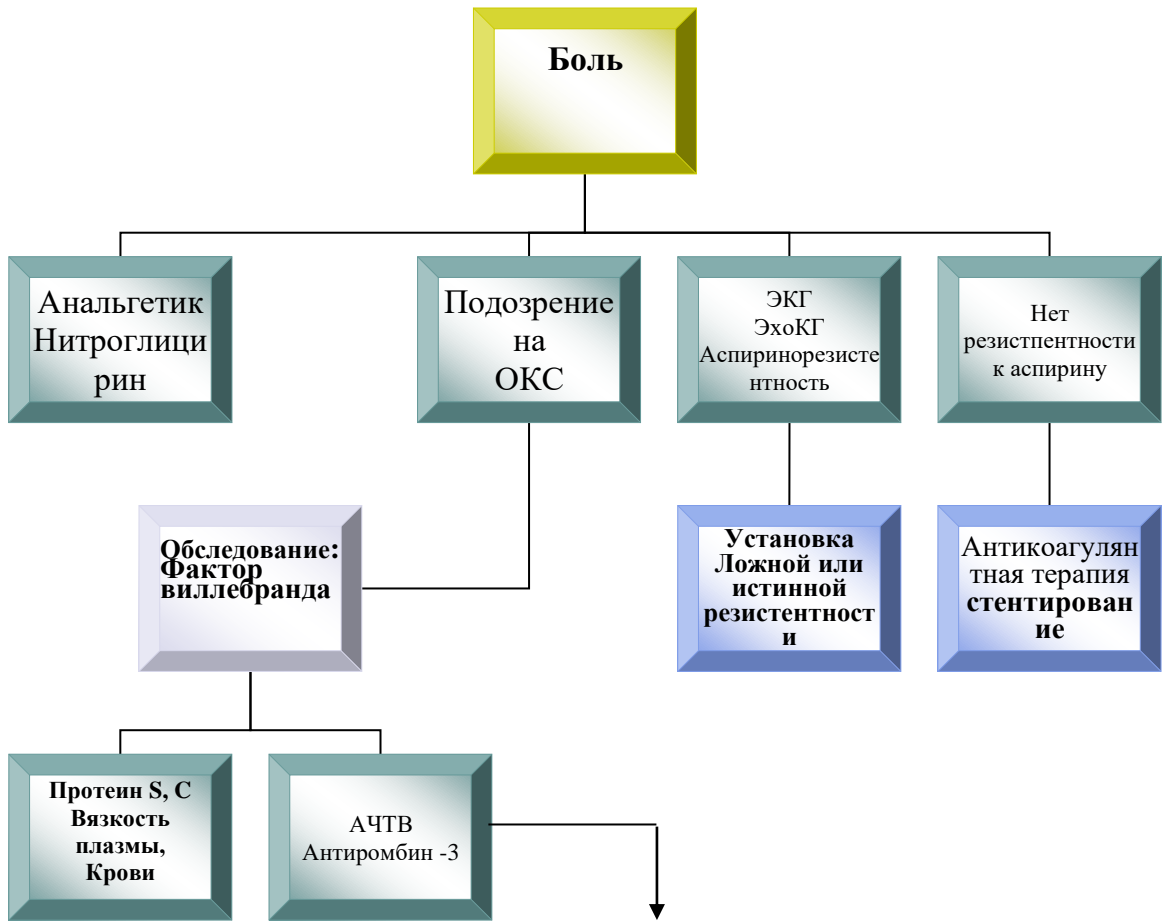 Боль
Анальгетик
Нитроглици
рин
Подозрение
на
ОКС
ЭКГ
ЭхоКГ
Аспиринорезисте
нтность
Нет
резистпентности
к аспирину
Обследование:
Фактор
виллебранда
Установка
Ложной или
истинной
резистентност
и
Антикоагулян
тная терапия
стентирован
ие
Протеин S, С
Вязкость
плазмы,
Крови
АЧТВ
Антиромбин -3